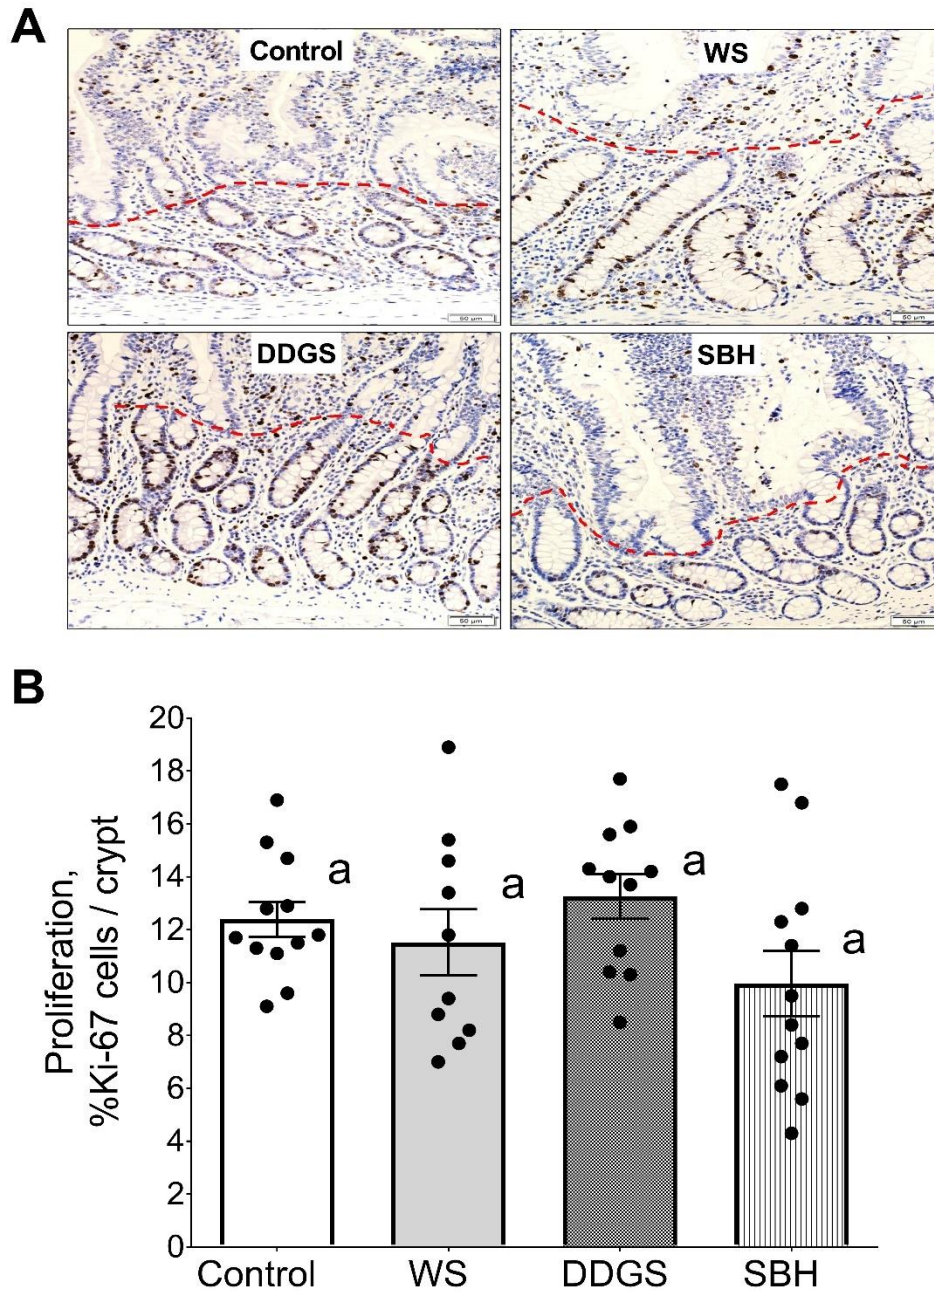 A
Control
WS
50 µm
50 µm
DDGS
SBH
50 µm
50 µm
B
Proliferation,
%Ki-67 cells / crypt
20
18
16
14
12
10
8
6
4
2
0
a
a
a
a
Control
WS
DDGS
SBH